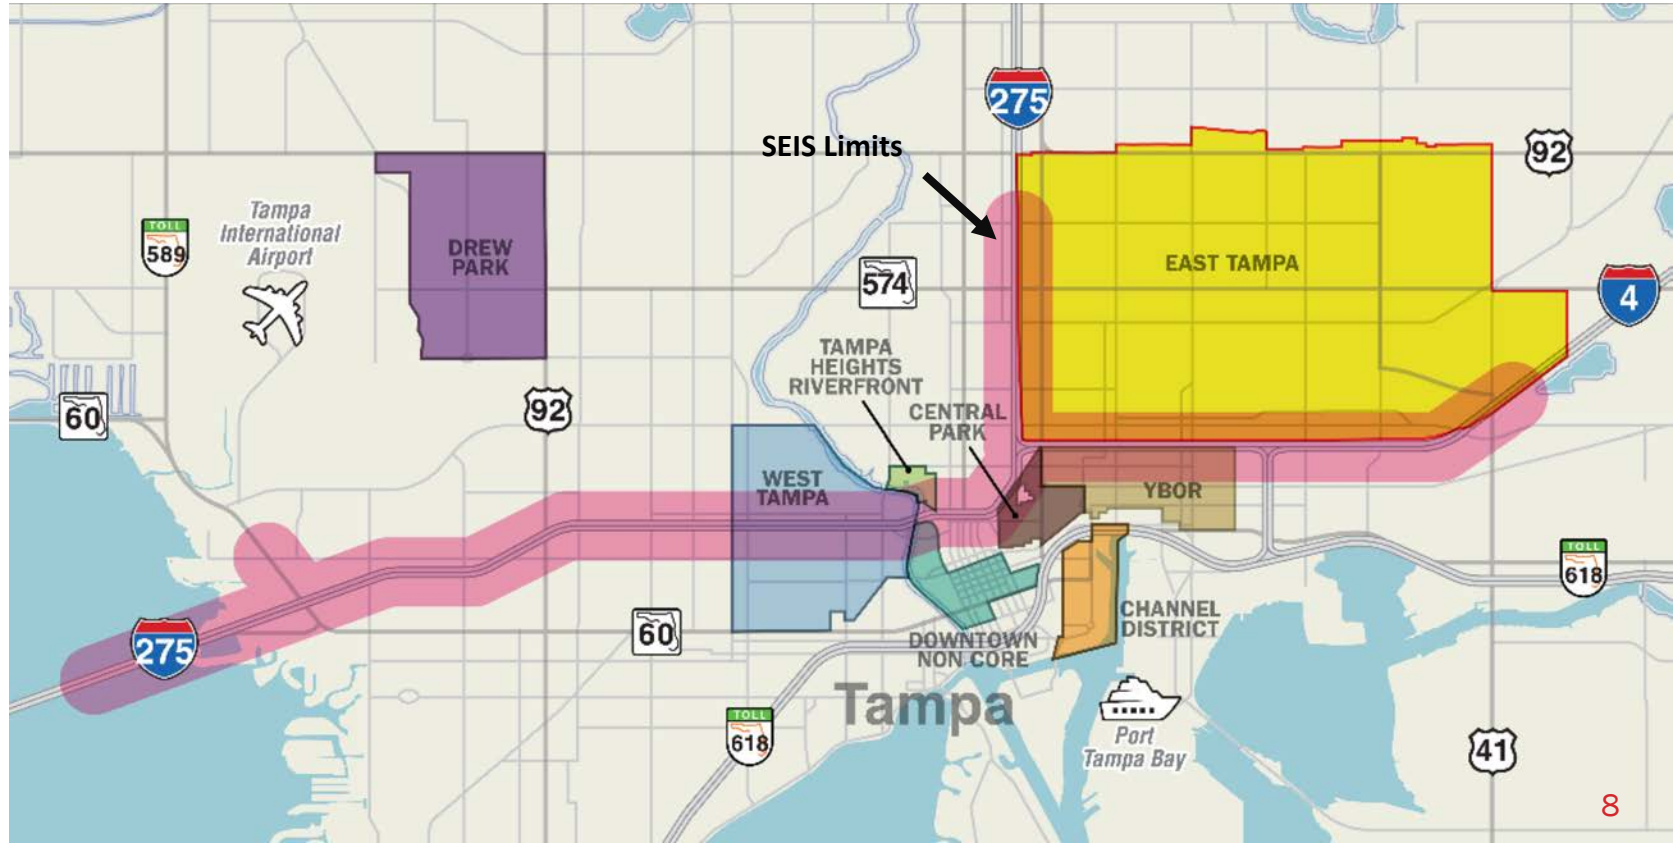 275
SEIS Limits
92
TOLL
589
Tampa
International
Airport
DREW
PARK
EAST TAMPA
574
4
TAMPA
HEIGHTS
RIVERFRONT
60
92
CENTRAL
PARK
WEST
TAMPA
YBOR
TOLL
618
275
60
CHANNEL
DISTRICT
DOWNTOWN
NON CORE
Tampa
TOLL
618
Port
Tampa Bay
41
8